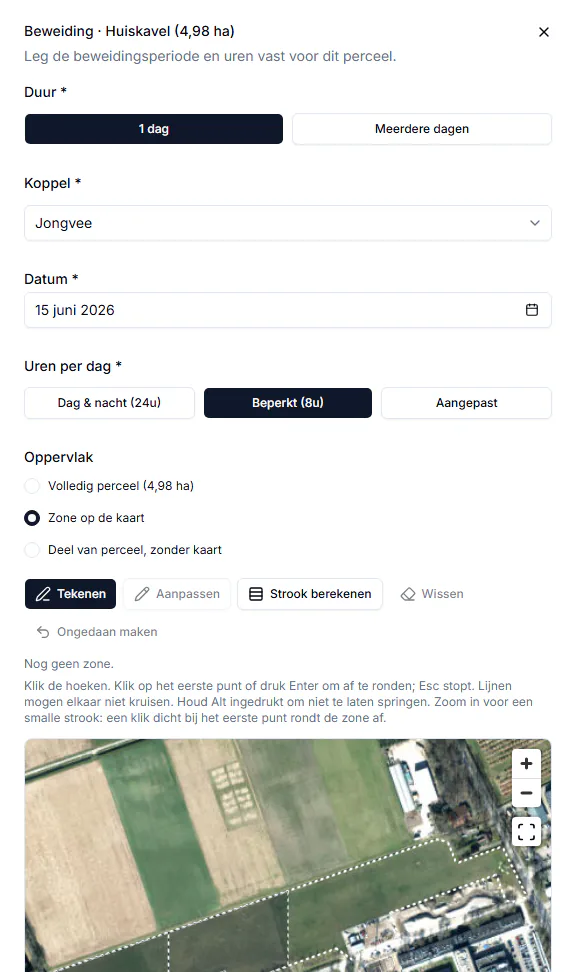 Beweiding · Huiskavel (4,98 ha)
Leg de beweidingsperiode en uren vast voor dit perceel.
Duur *
1 dag
Meerdere dagen
Koppel *
Jongvee
Datum *
15 juni 2026
Uren per dag *
Dag & nacht (24u)
Beperkt (8u)
Aangepast
Oppervlak
Volledig perceel (4,98 ha)
Zone op de kaart
Deel van perceel, zonder kaart
Tekenen
Aanpassen
Strook berekenen
Wissen
Ongedaan maken
Nog geen zone.
Klik de hoeken. Klik op het eerste punt of druk Enter om af te ronden; Esc stopt. Lijnen
mogen elkaar niet kruisen. Houd Alt ingedrukt om niet te laten springen. Zoom in voor een
smalle strook: een klik dicht bij het eerste punt rondt de zone af.